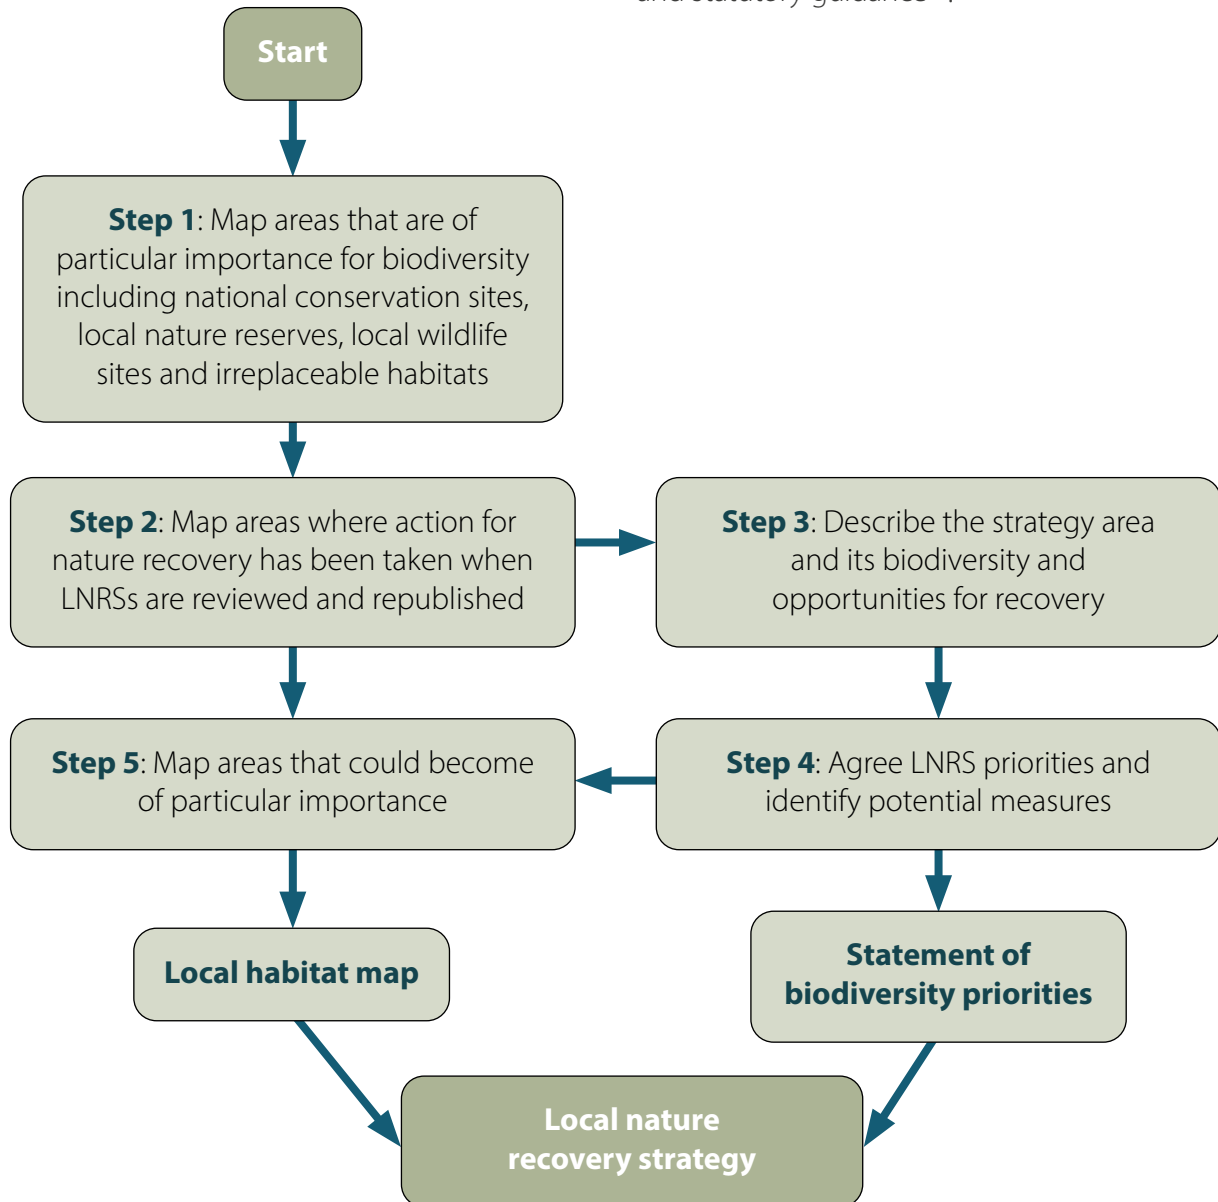 and statutory guidance
Start
Step 1: Map areas that are of
particular importance for biodiversity
including national conservation sites,
local nature reserves, local wildlife
sites and irreplaceable habitats
Step 2: Map areas where action for
nature recovery has been taken when
LNRSs are reviewed and republished
Step 3: Describe the strategy area
and its biodiversity and
opportunities for recovery
Step 5: Map areas that could become
of particular importance
Step 4: Agree LNRS priorities and
identify potential measures
Local habitat map
Statement of
biodiversity priorities
Local nature
recovery strategy